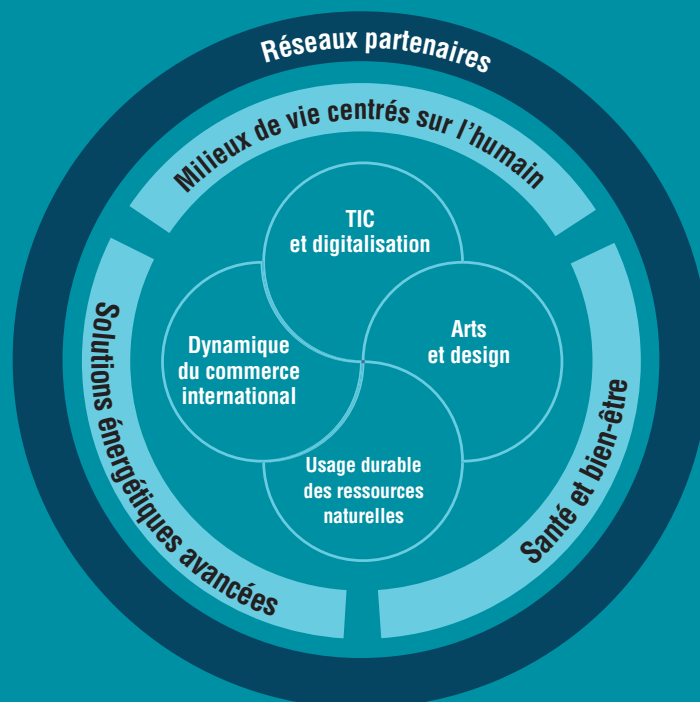 Réseaux partenaires
Milieux de vie centrés sur l'humain
TIC
et digitalisation
Dynamique
du commerce
international
Arts
et design
Usage durable
des ressources
naturelles
Solutions énergétiques avancées
Santé et bien-être